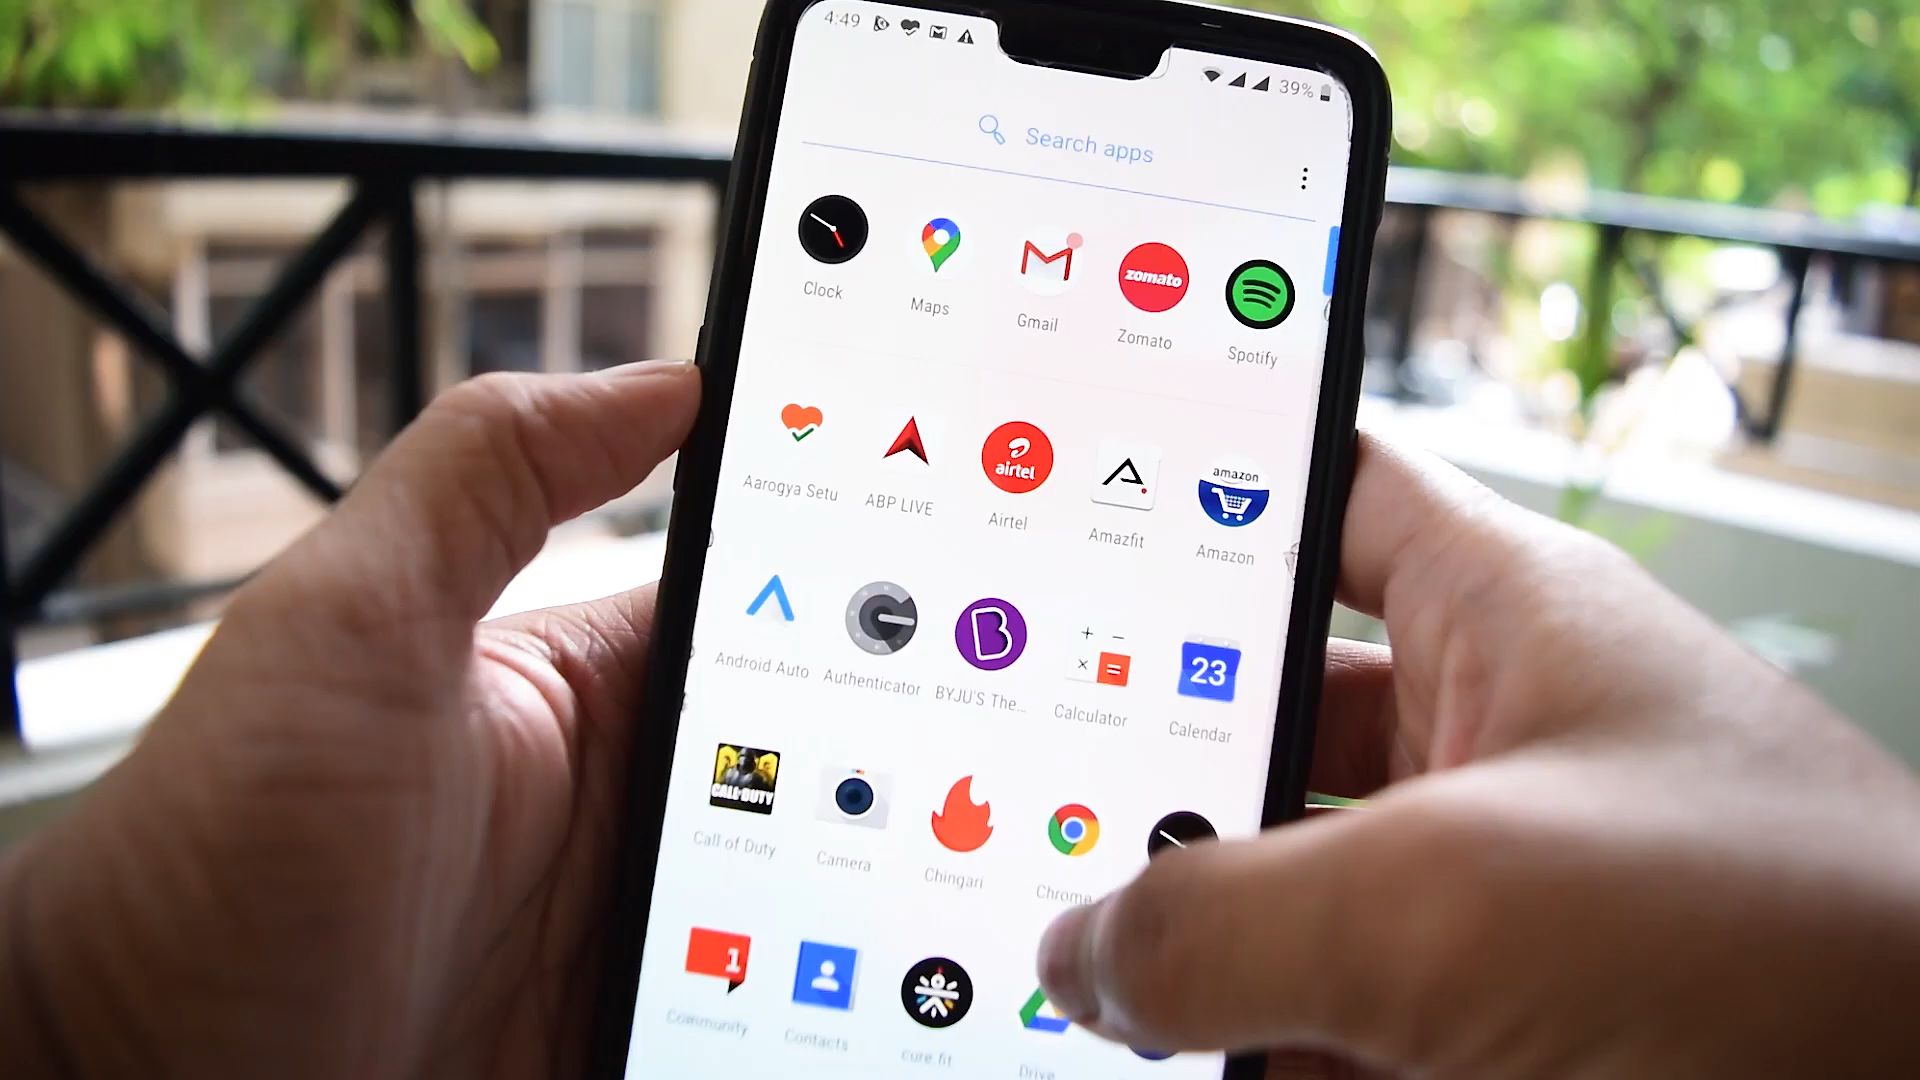 4:49
39%
Search apps
zomato
Clock
Maps
Gmail
Zomato
Spotify
airtel
amazon
Aarogya Setu
ABP LIVE
Airtel
Amazfit
Amazon
B
23
Android Auto
Authenticator
BYJU'S The...
Calculator
Calendar
CALL OF DUTY
Call of Duty
Camera
Chingari
Chrome
1
Community
Contacts
cure.fit
Drive